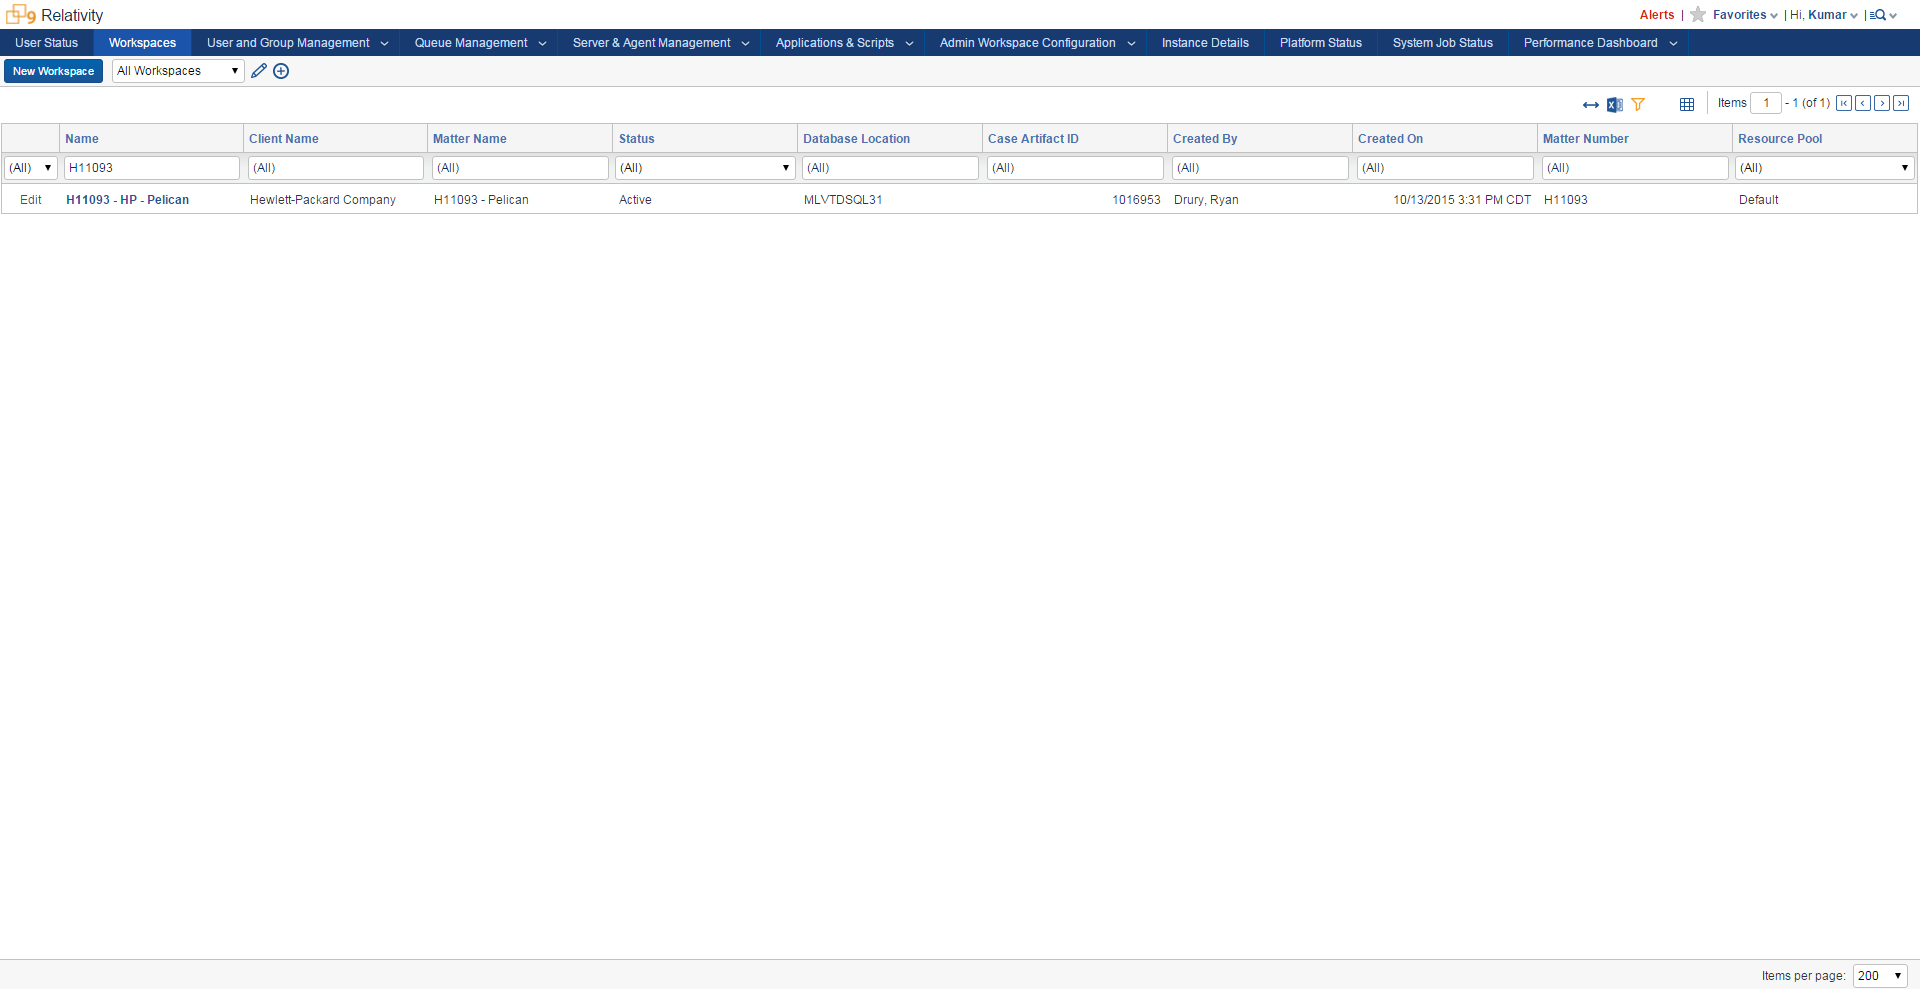 9 Relativity
Alerts | Favorites | Hi, Kumar |
User Status Workspaces User and Group Management Queue Management Server & Agent Management Applications & Scripts Admin Workspace Configuration Instance Details Platform Status System Job Status Performance Dashboard
New Workspace All Workspaces
Items 1 - 1 (of 1)
Name Client Name Matter Name Status Database Location Case Artifact ID Created By Created On Matter Number Resource Pool
(All) H11093 (All) (All) (All) (All) (All) (All) (All) (All) (All)
Edit H11093 - HP - Pelican Hewlett-Packard Company H11093 - Pelican Active MLVTDSQL31 1016953 Drury, Ryan 10/13/2015 3:31 PM CDT H11093 Default
Items per page: 200